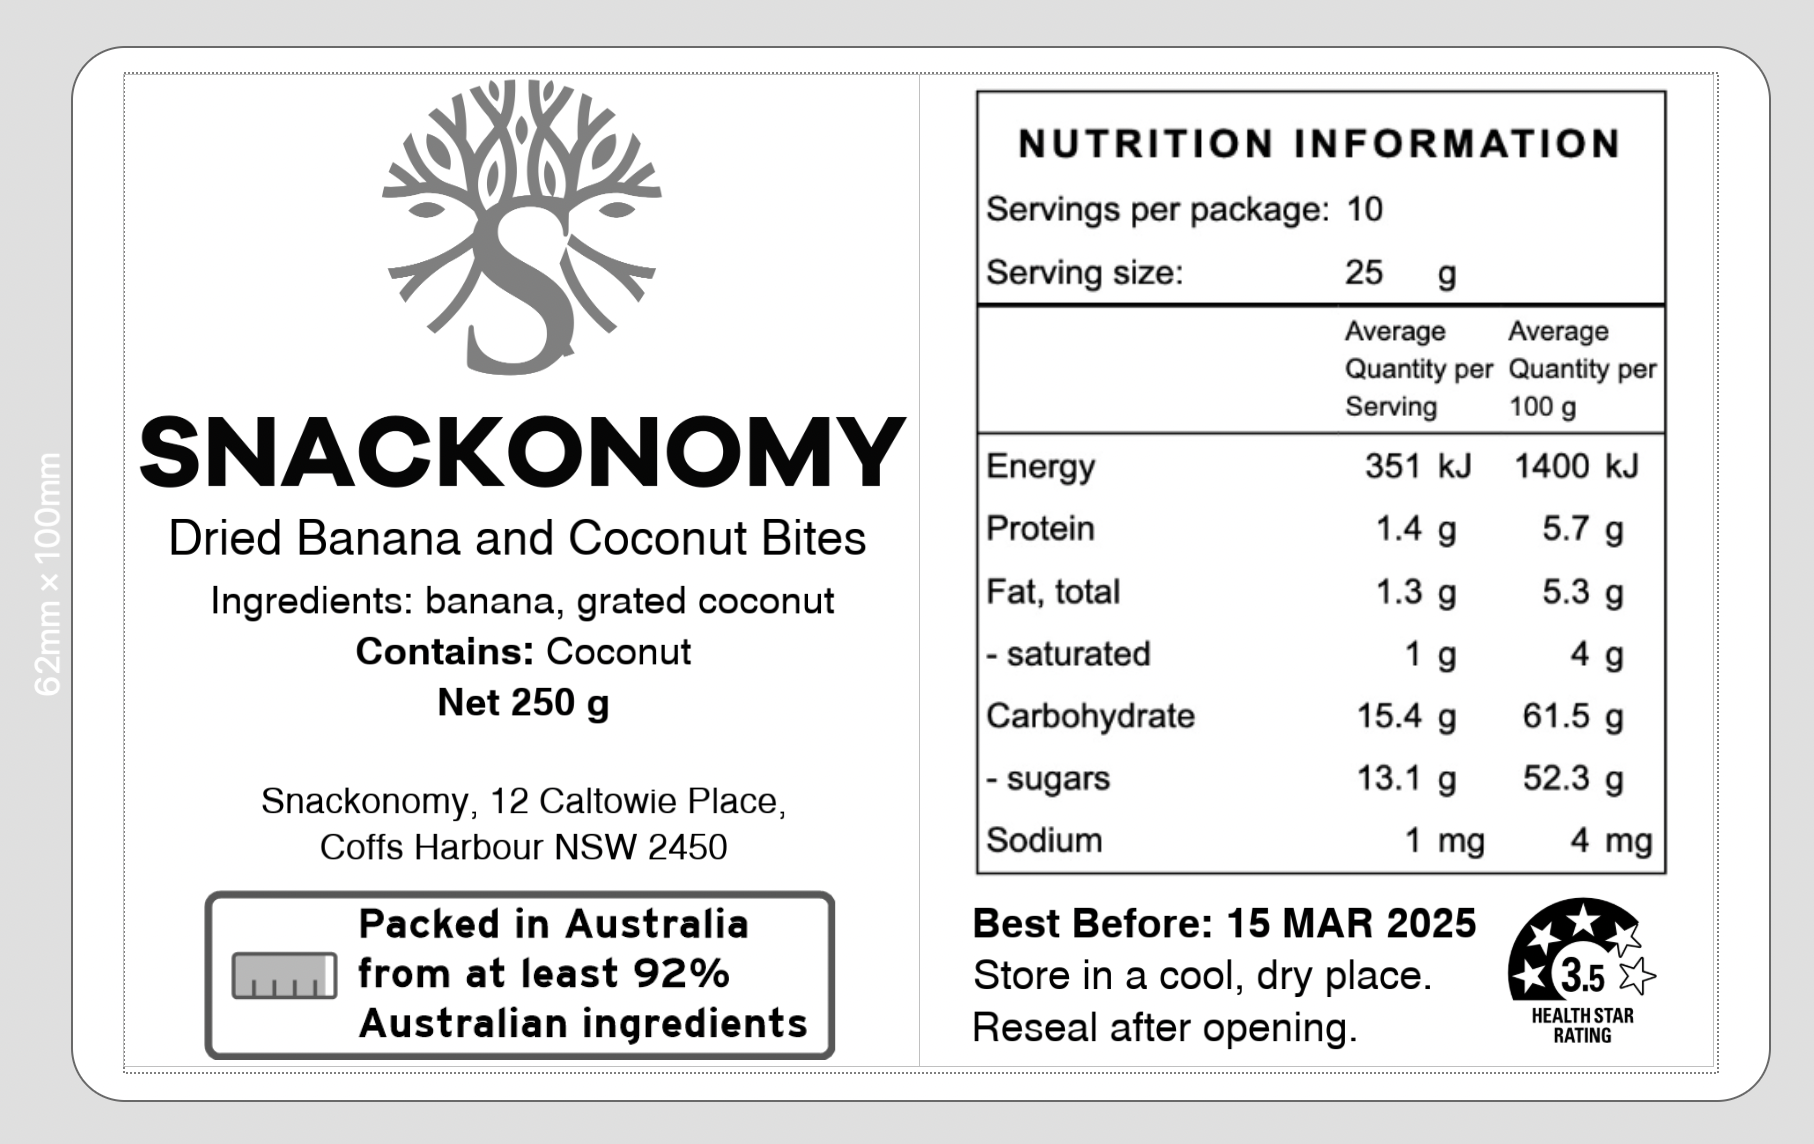 62mm × 100mm
SNACKONOMY
Dried Banana and Coconut Bites
Ingredients: banana, grated coconut
Contains: Coconut
Net 250 g
Snackonomy, 12 Caltowie Place,
Coffs Harbour NSW 2450
Packed in Australia
from at least 92%
Australian ingredients
NUTRITION INFORMATION
Servings per package: 10
Serving size: 25 g
Average Quantity per Serving Average Quantity per 100 g
Energy 351 kJ 1400 kJ
Protein 1.4 g 5.7 g
Fat, total 1.3 g 5.3 g
- saturated 1 g 4 g
Carbohydrate 15.4 g 61.5 g
- sugars 13.1 g 52.3 g
Sodium 1 mg 4 mg
Best Before: 15 MAR 2025
Store in a cool, dry place.
Reseal after opening.
3.5
HEALTH STAR
RATING